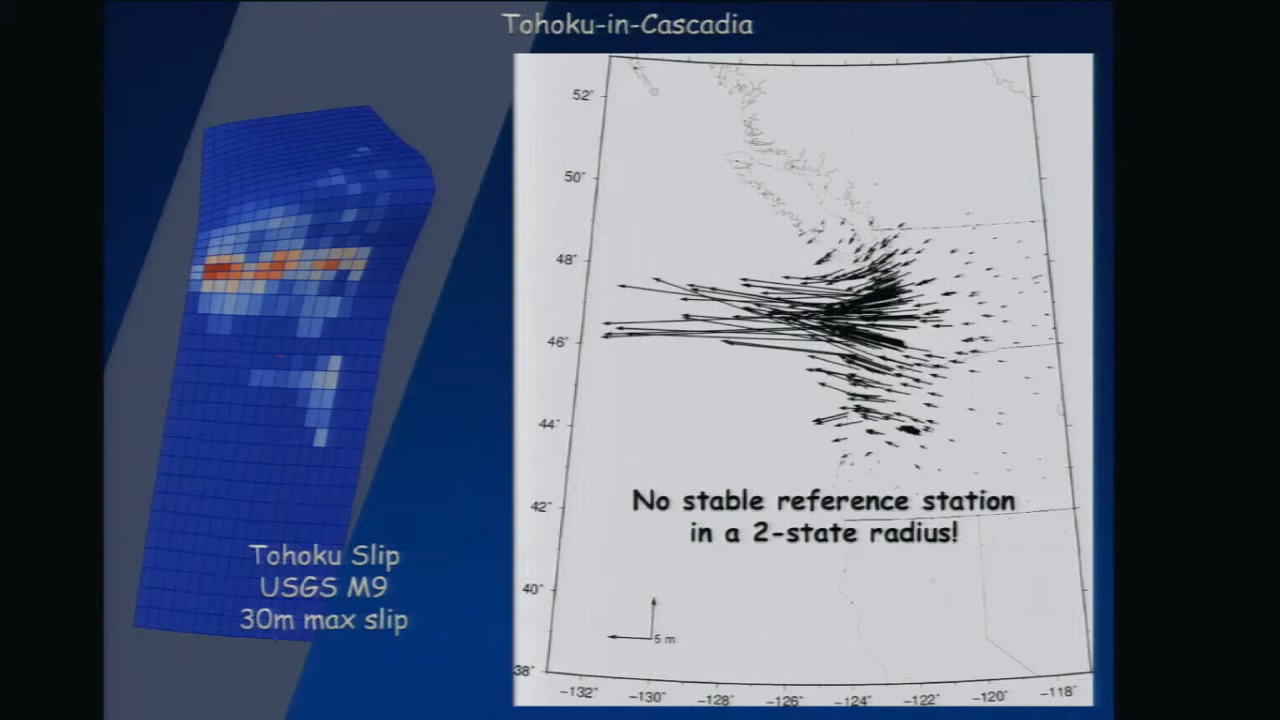 Tohoku-in-Cascadia
Tohoku Slip
USGS M9
30m max slip
52°
50°
48°
46°
44°
42°
40°
38°
No stable reference station
in a 2-state radius!
5 m
-132°
-130°
-128°
-126°
-124°
-122°
-120°
-118°